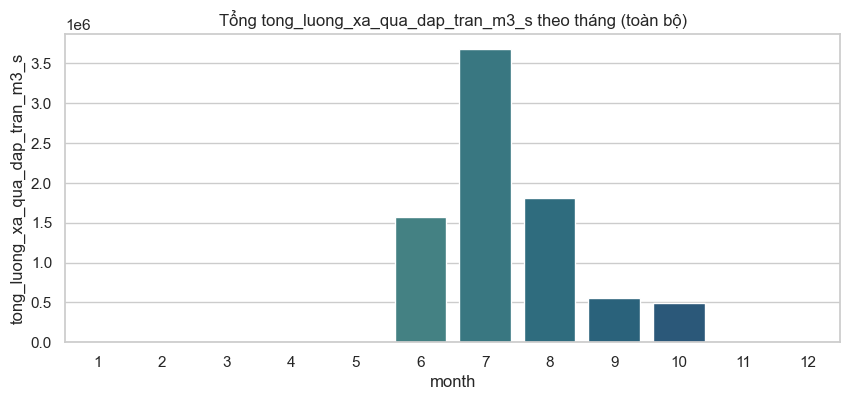 Tổng tong_luong_xa_qua_dap_tran_m3_s theo tháng (toàn bộ)
1e6
tong_luong_xa_qua_dap_tran_m3_s
3.5
3.0
2.5
2.0
1.5
1.0
0.5
0.0
1 2 3 4 5 6 7 8 9 10 11 12
month